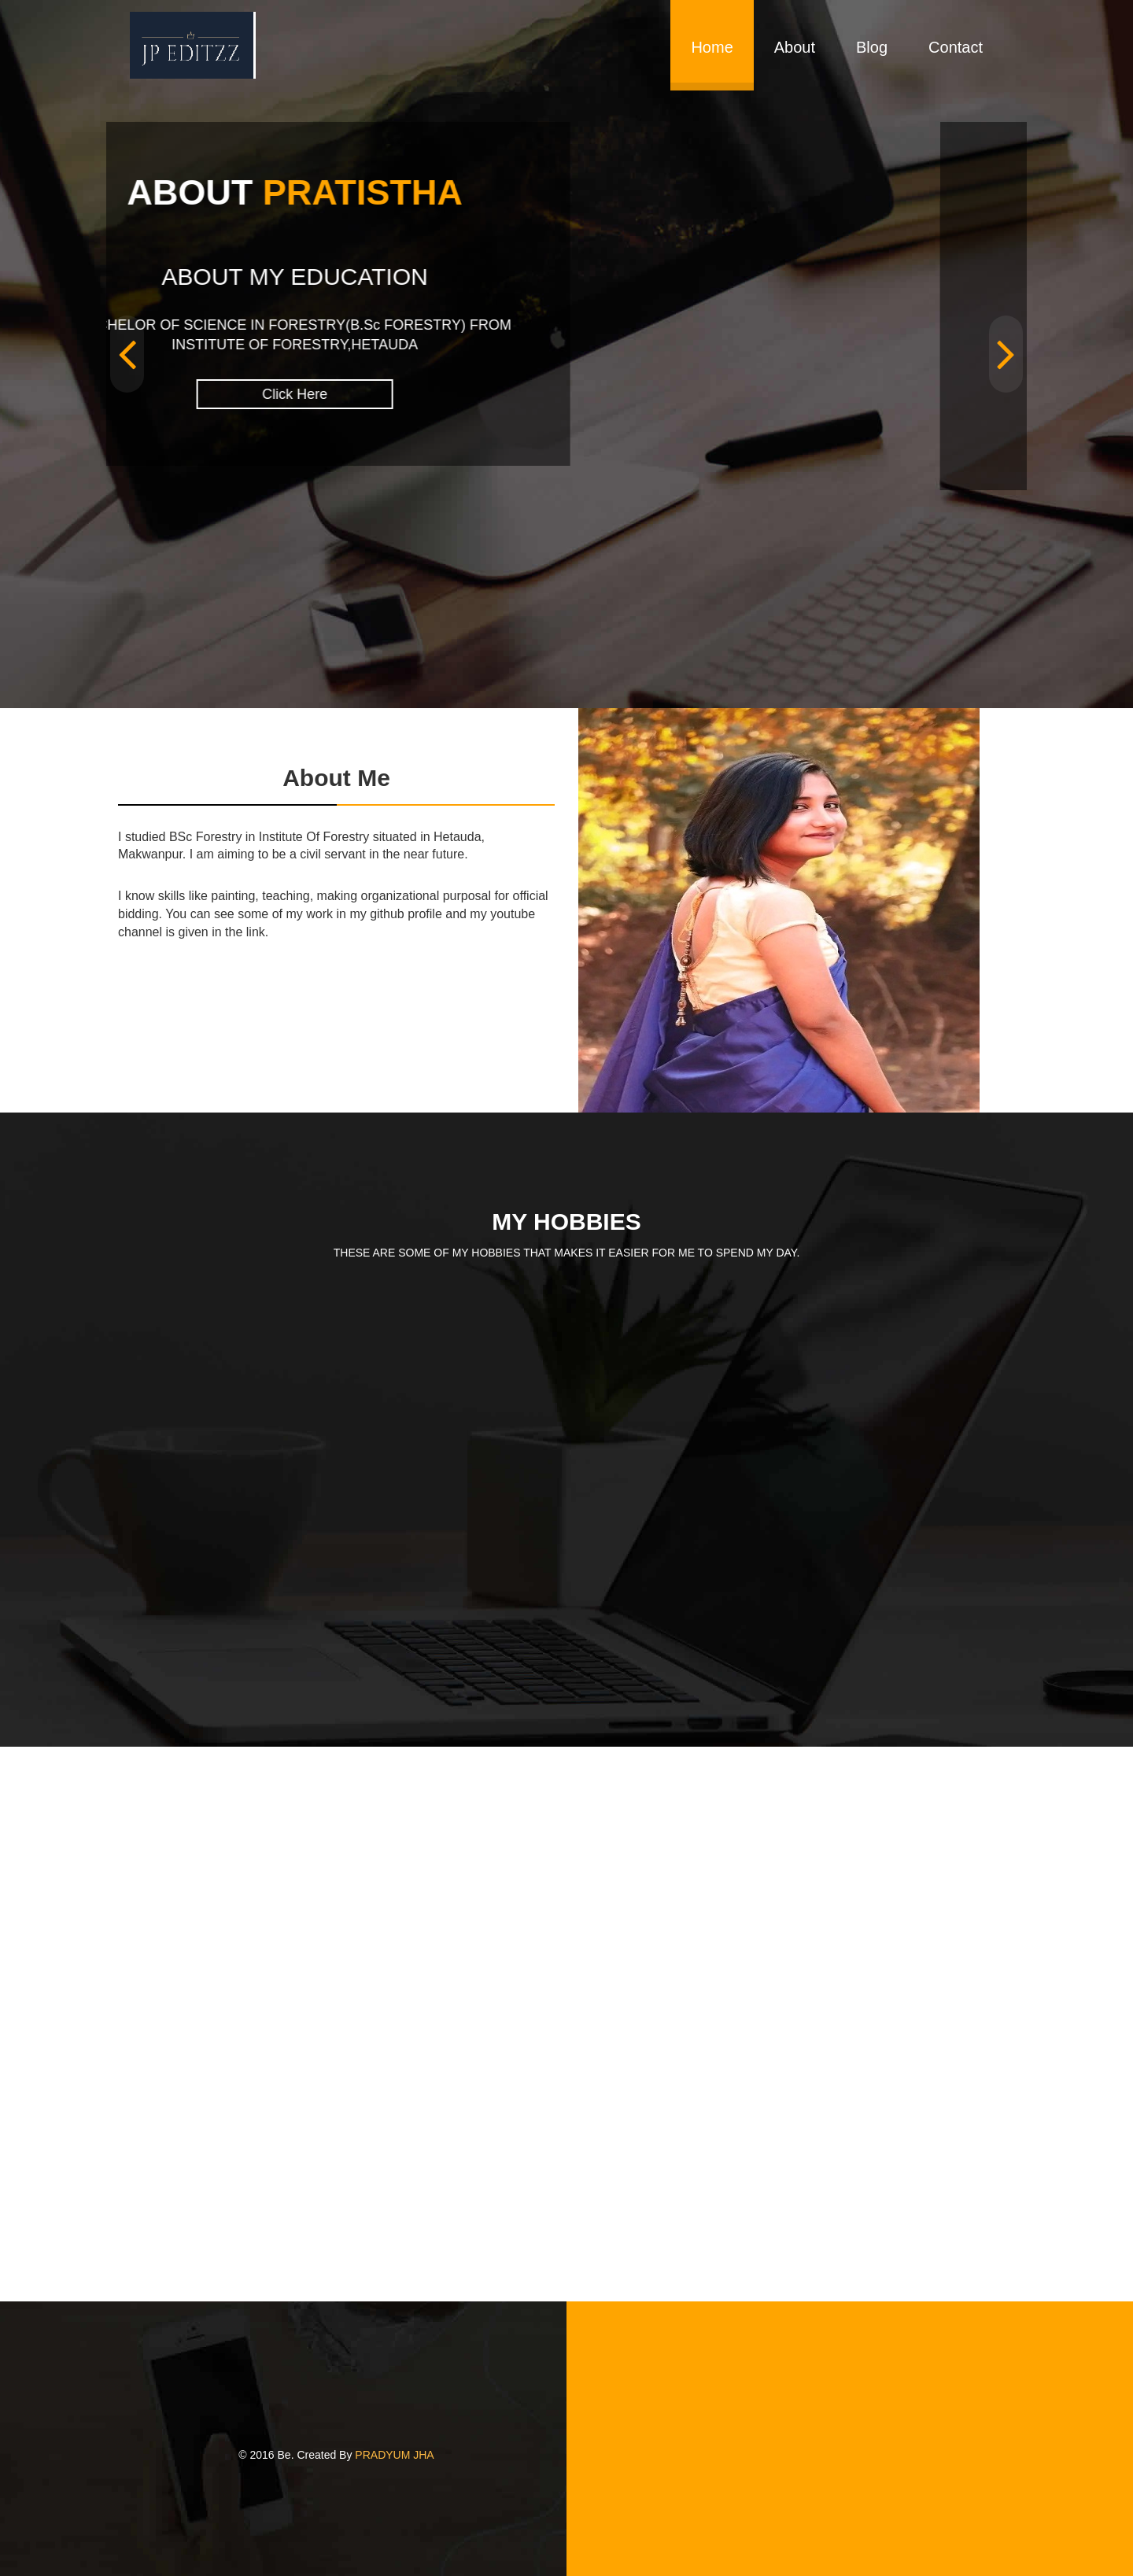 JP EDITZZ
Home
About
Blog
Contact
ABOUT PRATISTHA
ABOUT MY EDUCATION
HELOR OF SCIENCE IN FORESTRY(B.Sc FORESTRY) FROM
INSTITUTE OF FORESTRY,HETAUDA
Click Here
About Me
I studied BSc Forestry in Institute Of Forestry situated in Hetauda,
Makwanpur. I am aiming to be a civil servant in the near future.
I know skills like painting, teaching, making organizational purposal for official
bidding. You can see some of my work in my github profile and my youtube
channel is given in the link.
MY HOBBIES
THESE ARE SOME OF MY HOBBIES THAT MAKES IT EASIER FOR ME TO SPEND MY DAY.
© 2016 Be. Created By PRADYUM JHA